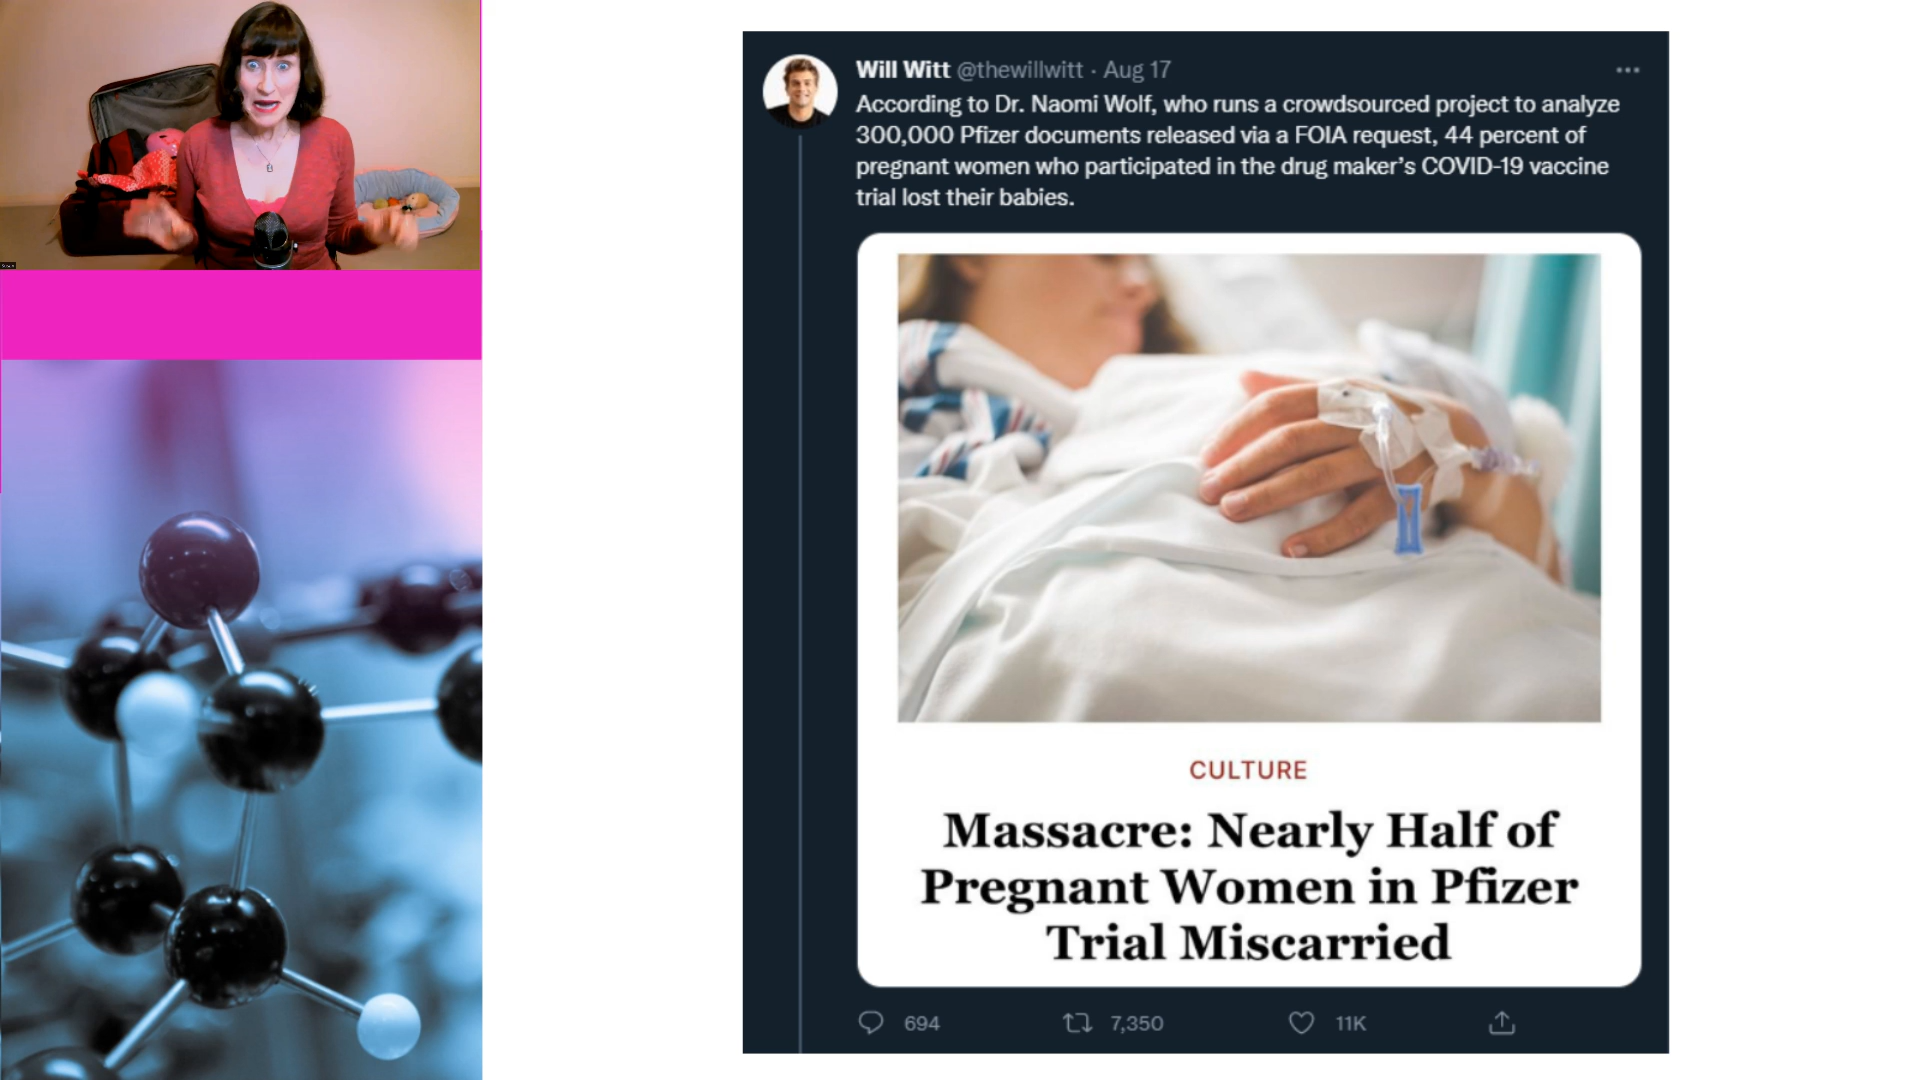 Will Witt @thewillwitt · Aug 17
According to Dr. Naomi Wolf, who runs a crowdsourced project to analyze
300,000 Pfizer documents released via a FOIA request, 44 percent of
pregnant women who participated in the drug maker’s COVID-19 vaccine
trial lost their babies.
CULTURE
Massacre: Nearly Half of
Pregnant Women in Pfizer
Trial Miscarried
694 7,350 11K